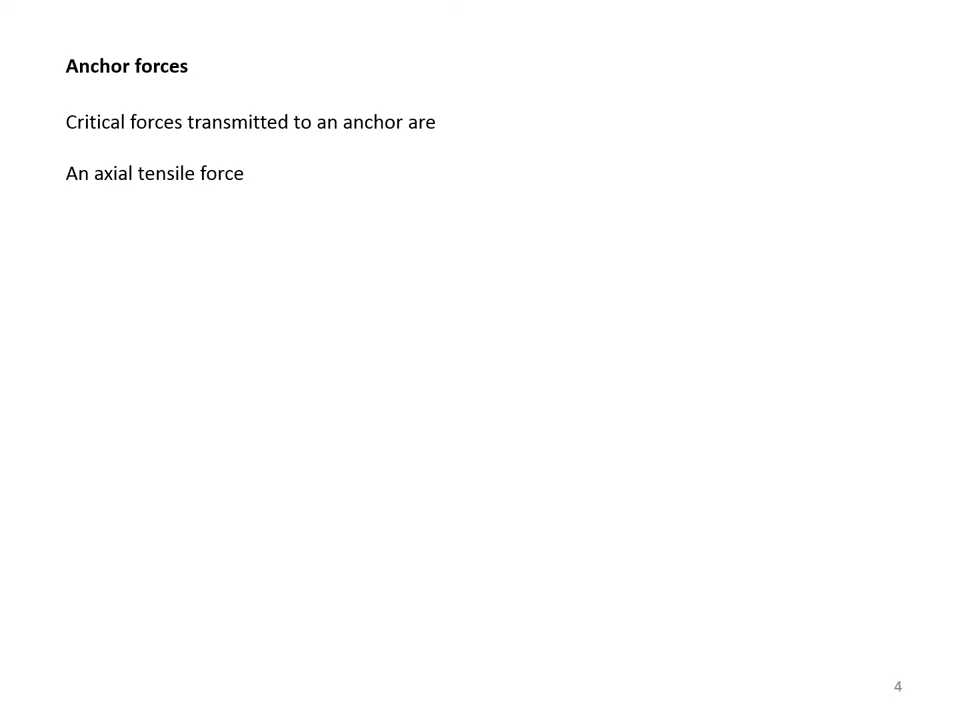 Anchor forces
Critical forces transmitted to an anchor are
An axial tensile force
4